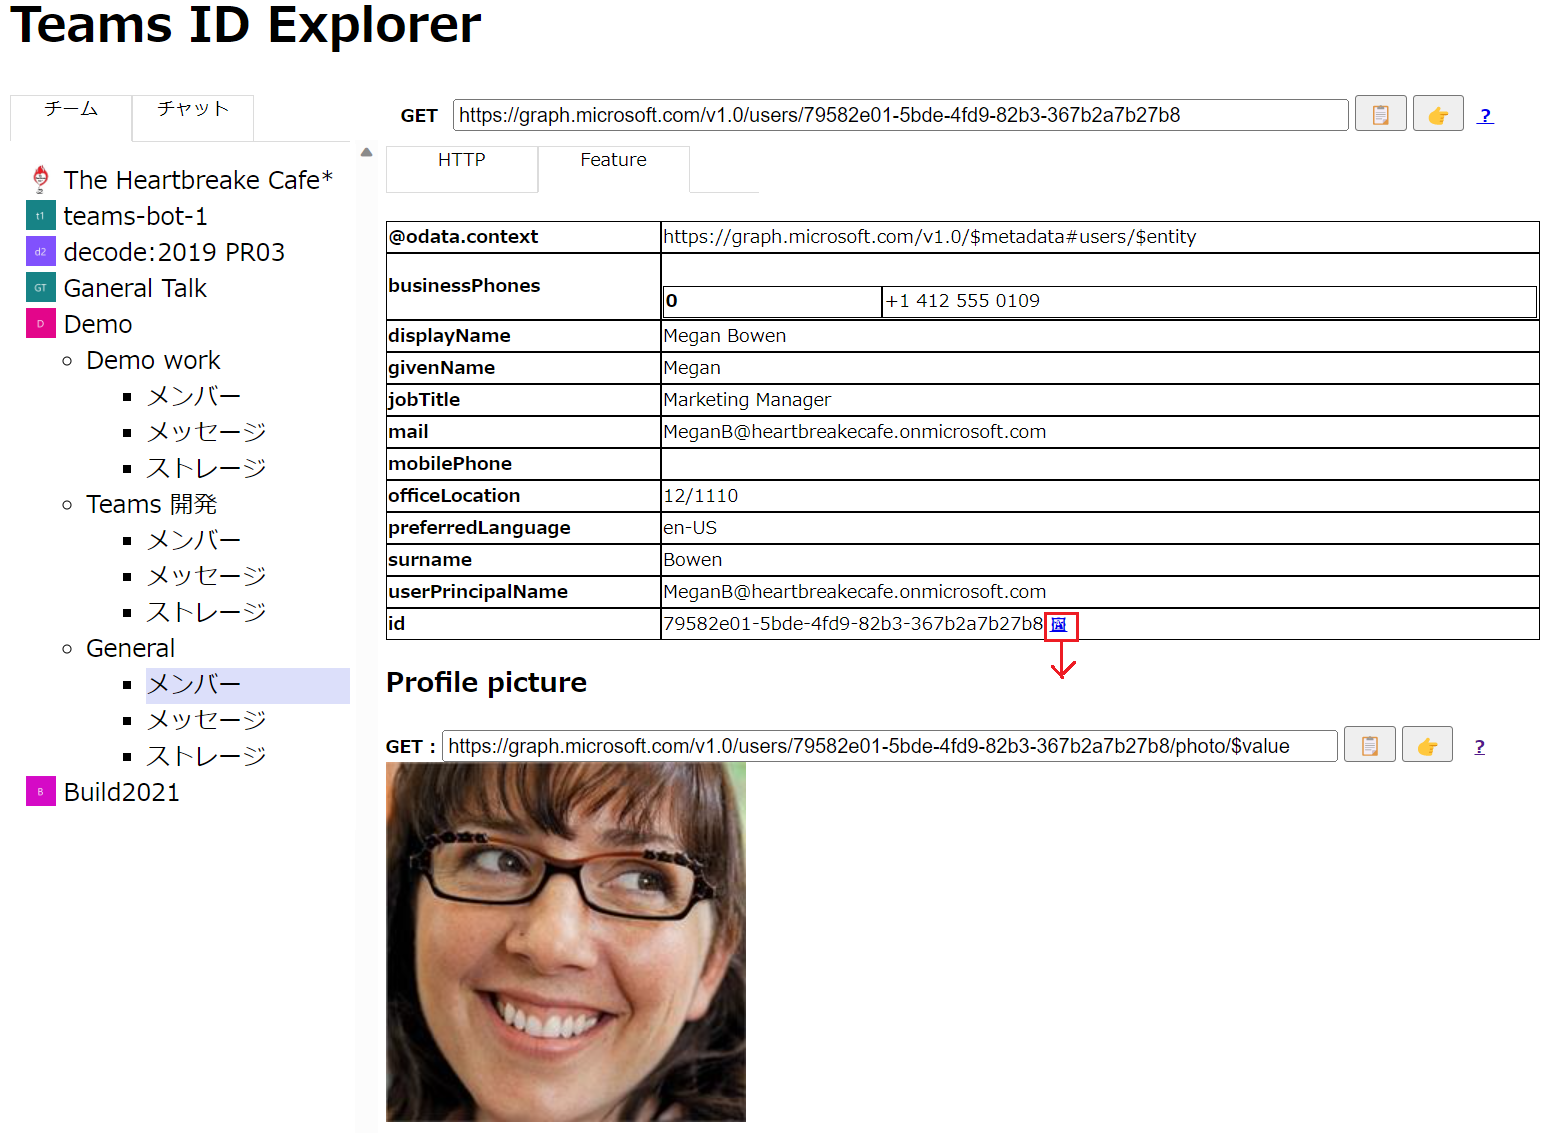 Teams ID Explorer
チーム
チャット
The Heartbreake Cafe*
t1 teams-bot-1
d2 decode:2019 PR03
GT Ganeral Talk
D Demo
Demo work
メンバー
メッセージ
ストレージ
Teams 開発
メンバー
メッセージ
ストレージ
General
メンバー
メッセージ
ストレージ
B Build2021
GET https://graph.microsoft.com/v1.0/users/79582e01-5bde-4fd9-82b3-367b2a7b27b8 ?
HTTP
Feature
@odata.context https://graph.microsoft.com/v1.0/$metadata#users/$entity
businessPhones
0 +1 412 555 0109
displayName Megan Bowen
givenName Megan
jobTitle Marketing Manager
mail MeganB@heartbreakecafe.onmicrosoft.com
mobilePhone
officeLocation 12/1110
preferredLanguage en-US
surname Bowen
userPrincipalName MeganB@heartbreakecafe.onmicrosoft.com
id 79582e01-5bde-4fd9-82b3-367b2a7b27b8
Profile picture
GET : https://graph.microsoft.com/v1.0/users/79582e01-5bde-4fd9-82b3-367b2a7b27b8/photo/$value ?